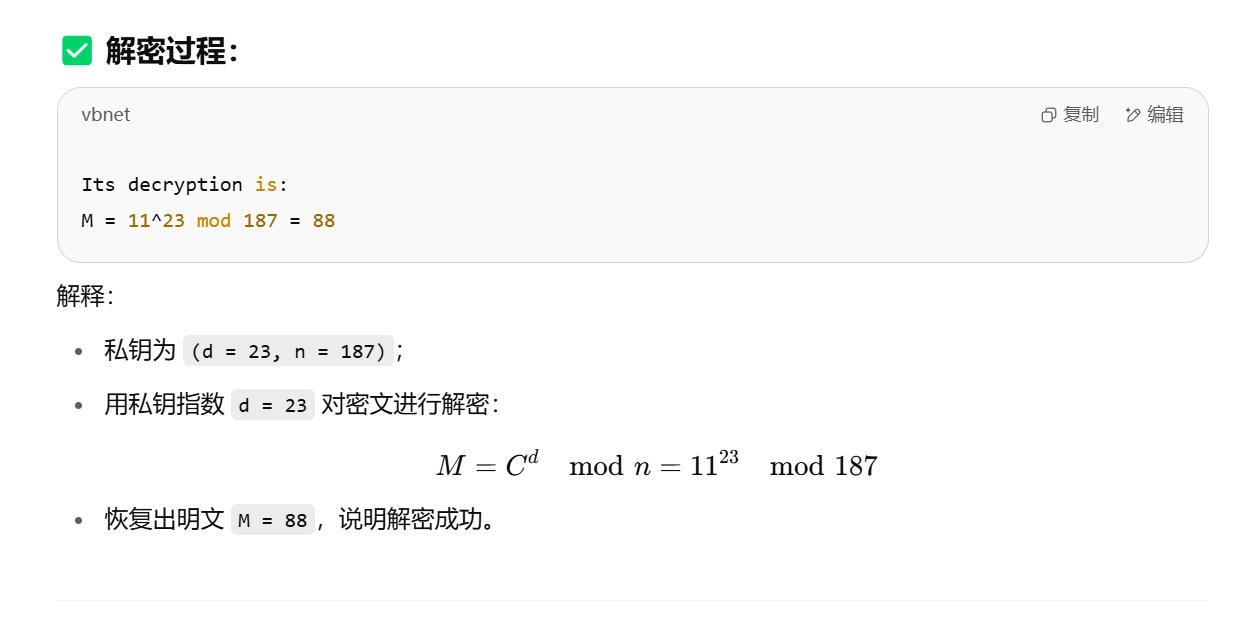 ✅ 解密过程：
vbnet 复制 编辑
Its decryption is:
M = 11^23 mod 187 = 88
解释：
• 私钥为 (d = 23, n = 187)；
• 用私钥指数 d = 23 对密文进行解密：
M = C^d mod n = 11^23 mod 187
• 恢复出明文 M = 88，说明解密成功。